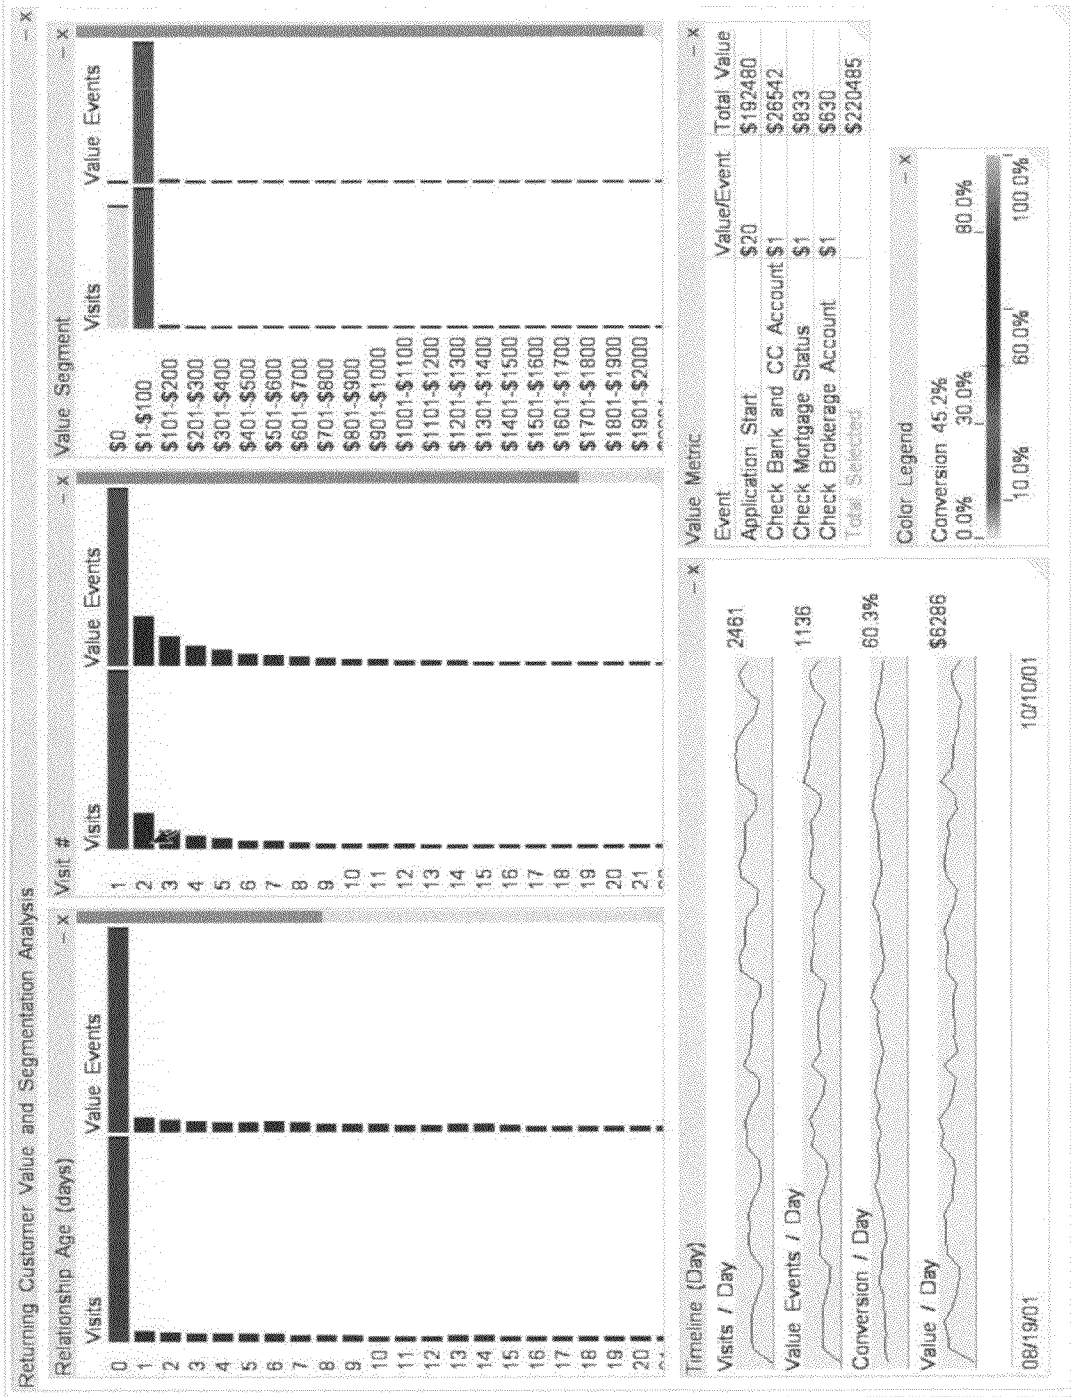 Returning Customer Value and Segmentation Analysis
Relationship Age (days)
Visits Value Events
0
1
2
3
4
5
6
7
8
9
10
11
12
13
14
15
16
17
18
19
20
Visit #
Visits Value Events
1
2
3
4
5
6
7
8
9
10
11
12
13
14
15
16
17
18
19
20
21
Value Segment
Visits Value Events
$0
$1-$100
$101-$200
$201-$300
$301-$400
$401-$500
$501-$600
$601-$700
$701-$800
$801-$900
$901-$1000
$1001-$1100
$1101-$1200
$1201-$1300
$1301-$1400
$1401-$1500
$1501-$1600
$1601-$1700
$1701-$1800
$1801-$1900
$1901-$2000
Timeline (Day)
Visits / Day 2461
Value Events / Day 1136
Conversion / Day 60.3%
Value / Day $6286
08/19/01 10/10/01
Value Metric
Event Value/Event Total Value
Application Start $20 $192480
Check Bank and CC Account $1 $26542
Check Mortgage Status $1 $833
Check Brokerage Account $1 $630
Total Selected $220485
Color Legend
Conversion 45.2%
0.0% 30.0% 80.0%
10.0% 60.0% 100.0%